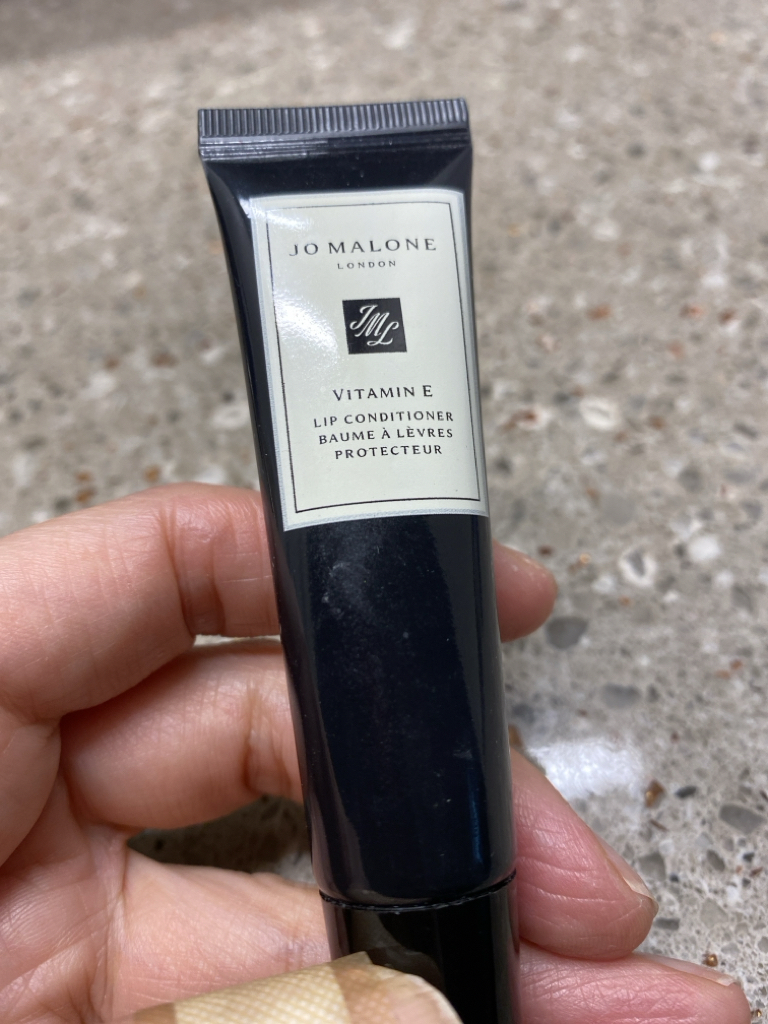 JO MALONE
LONDON
JML
VITAMIN E
LIP CONDITIONER
BAUME À LÈVRES
PROTECTEUR